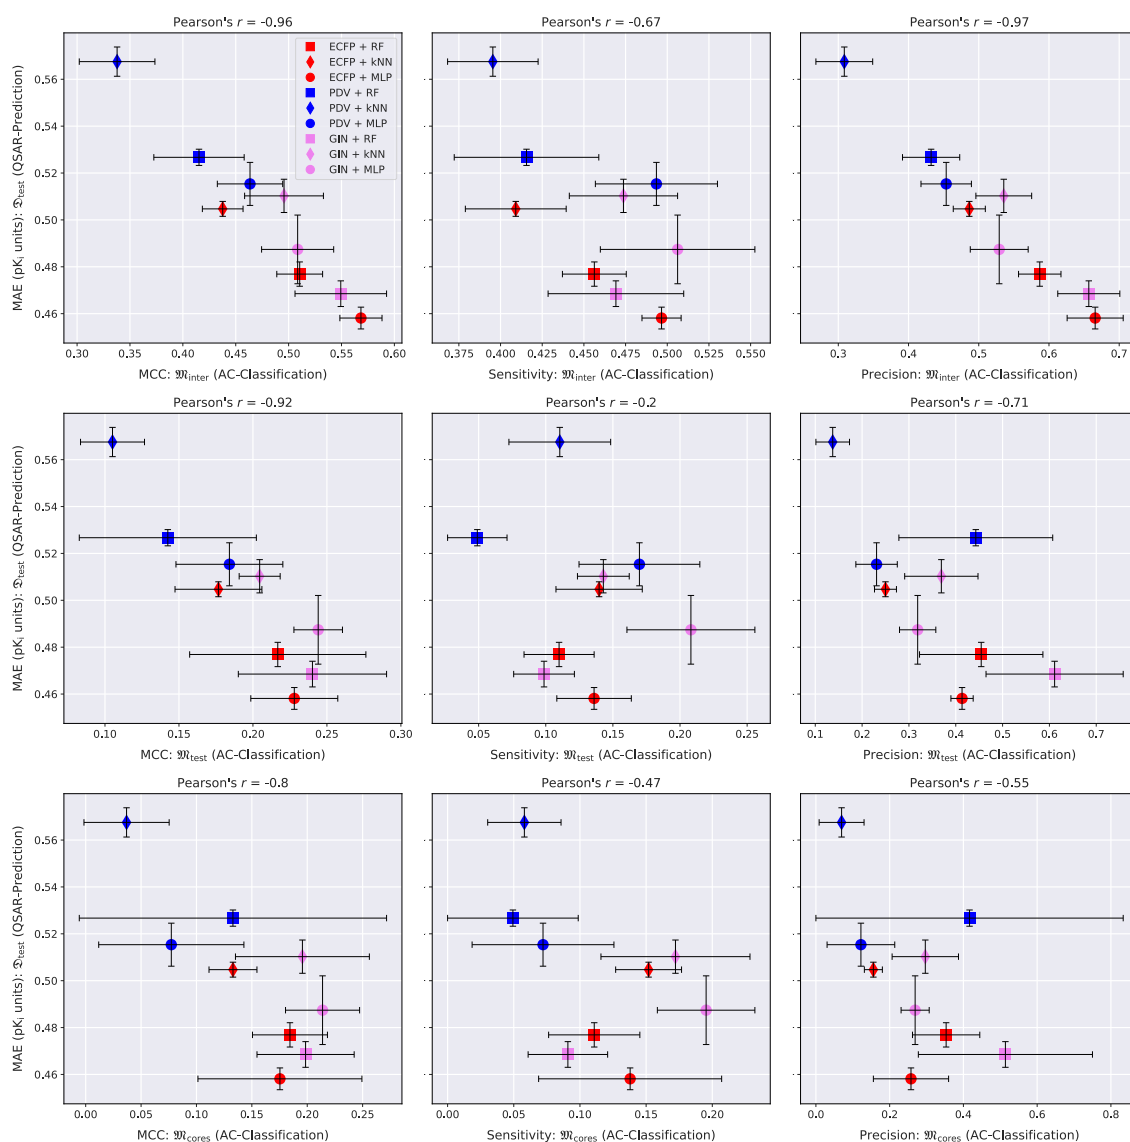 Pearson's r = -0.96
Pearson's r = -0.67
Pearson's r = -0.97
ECFP + RF
ECFP + kNN
ECFP + MLP
PDV + RF
PDV + kNN
PDV + MLP
GIN + RF
GIN + kNN
GIN + MLP
MAE (pKᵢ units): 𝔇test (QSAR-Prediction)
0.56
0.54
0.52
0.50
0.48
0.46
0.30 0.35 0.40 0.45 0.50 0.55 0.60
0.375 0.400 0.425 0.450 0.475 0.500 0.525 0.550
0.3 0.4 0.5 0.6 0.7
MCC: 𝔐inter (AC-Classification)
Sensitivity: 𝔐inter (AC-Classification)
Precision: 𝔐inter (AC-Classification)
Pearson's r = -0.92
Pearson's r = -0.2
Pearson's r = -0.71
MAE (pKᵢ units): 𝔇test (QSAR-Prediction)
0.56
0.54
0.52
0.50
0.48
0.46
0.10 0.15 0.20 0.25 0.30
0.05 0.10 0.15 0.20 0.25
0.1 0.2 0.3 0.4 0.5 0.6 0.7
MCC: 𝔐test (AC-Classification)
Sensitivity: 𝔐test (AC-Classification)
Precision: 𝔐test (AC-Classification)
Pearson's r = -0.8
Pearson's r = -0.47
Pearson's r = -0.55
MAE (pKᵢ units): 𝔇test (QSAR-Prediction)
0.56
0.54
0.52
0.50
0.48
0.46
0.00 0.05 0.10 0.15 0.20 0.25
0.00 0.05 0.10 0.15 0.20
0.0 0.2 0.4 0.6 0.8
MCC: 𝔐cores (AC-Classification)
Sensitivity: 𝔐cores (AC-Classification)
Precision: 𝔐cores (AC-Classification)